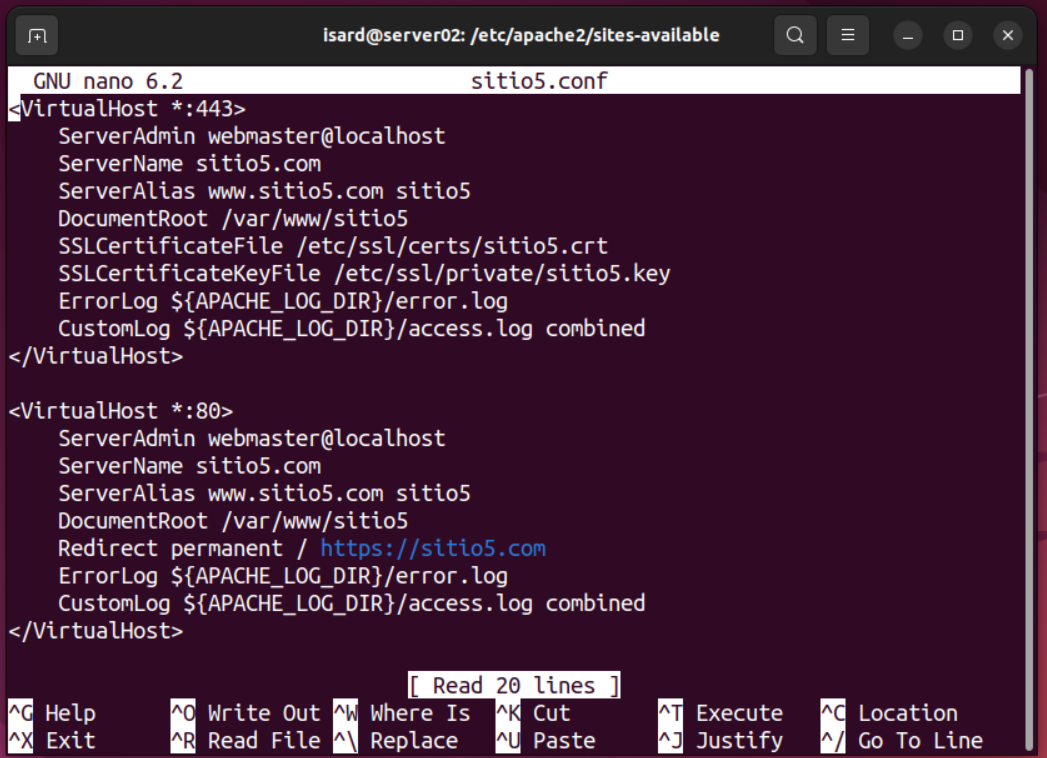 isard@server02: /etc/apache2/sites-available
GNU nano 6.2 sitio5.conf
<VirtualHost *:443>
    ServerAdmin webmaster@localhost
    ServerName sitio5.com
    ServerAlias www.sitio5.com sitio5
    DocumentRoot /var/www/sitio5
    SSLCertificateFile /etc/ssl/certs/sitio5.crt
    SSLCertificateKeyFile /etc/ssl/private/sitio5.key
    ErrorLog ${APACHE_LOG_DIR}/error.log
    CustomLog ${APACHE_LOG_DIR}/access.log combined
</VirtualHost>

<VirtualHost *:80>
    ServerAdmin webmaster@localhost
    ServerName sitio5.com
    ServerAlias www.sitio5.com sitio5
    DocumentRoot /var/www/sitio5
    Redirect permanent / https://sitio5.com
    ErrorLog ${APACHE_LOG_DIR}/error.log
    CustomLog ${APACHE_LOG_DIR}/access.log combined
</VirtualHost>

[ Read 20 lines ]
^G Help ^O Write Out ^W Where Is ^K Cut ^T Execute ^C Location
^X Exit ^R Read File ^\ Replace ^U Paste ^J Justify ^/ Go To Line